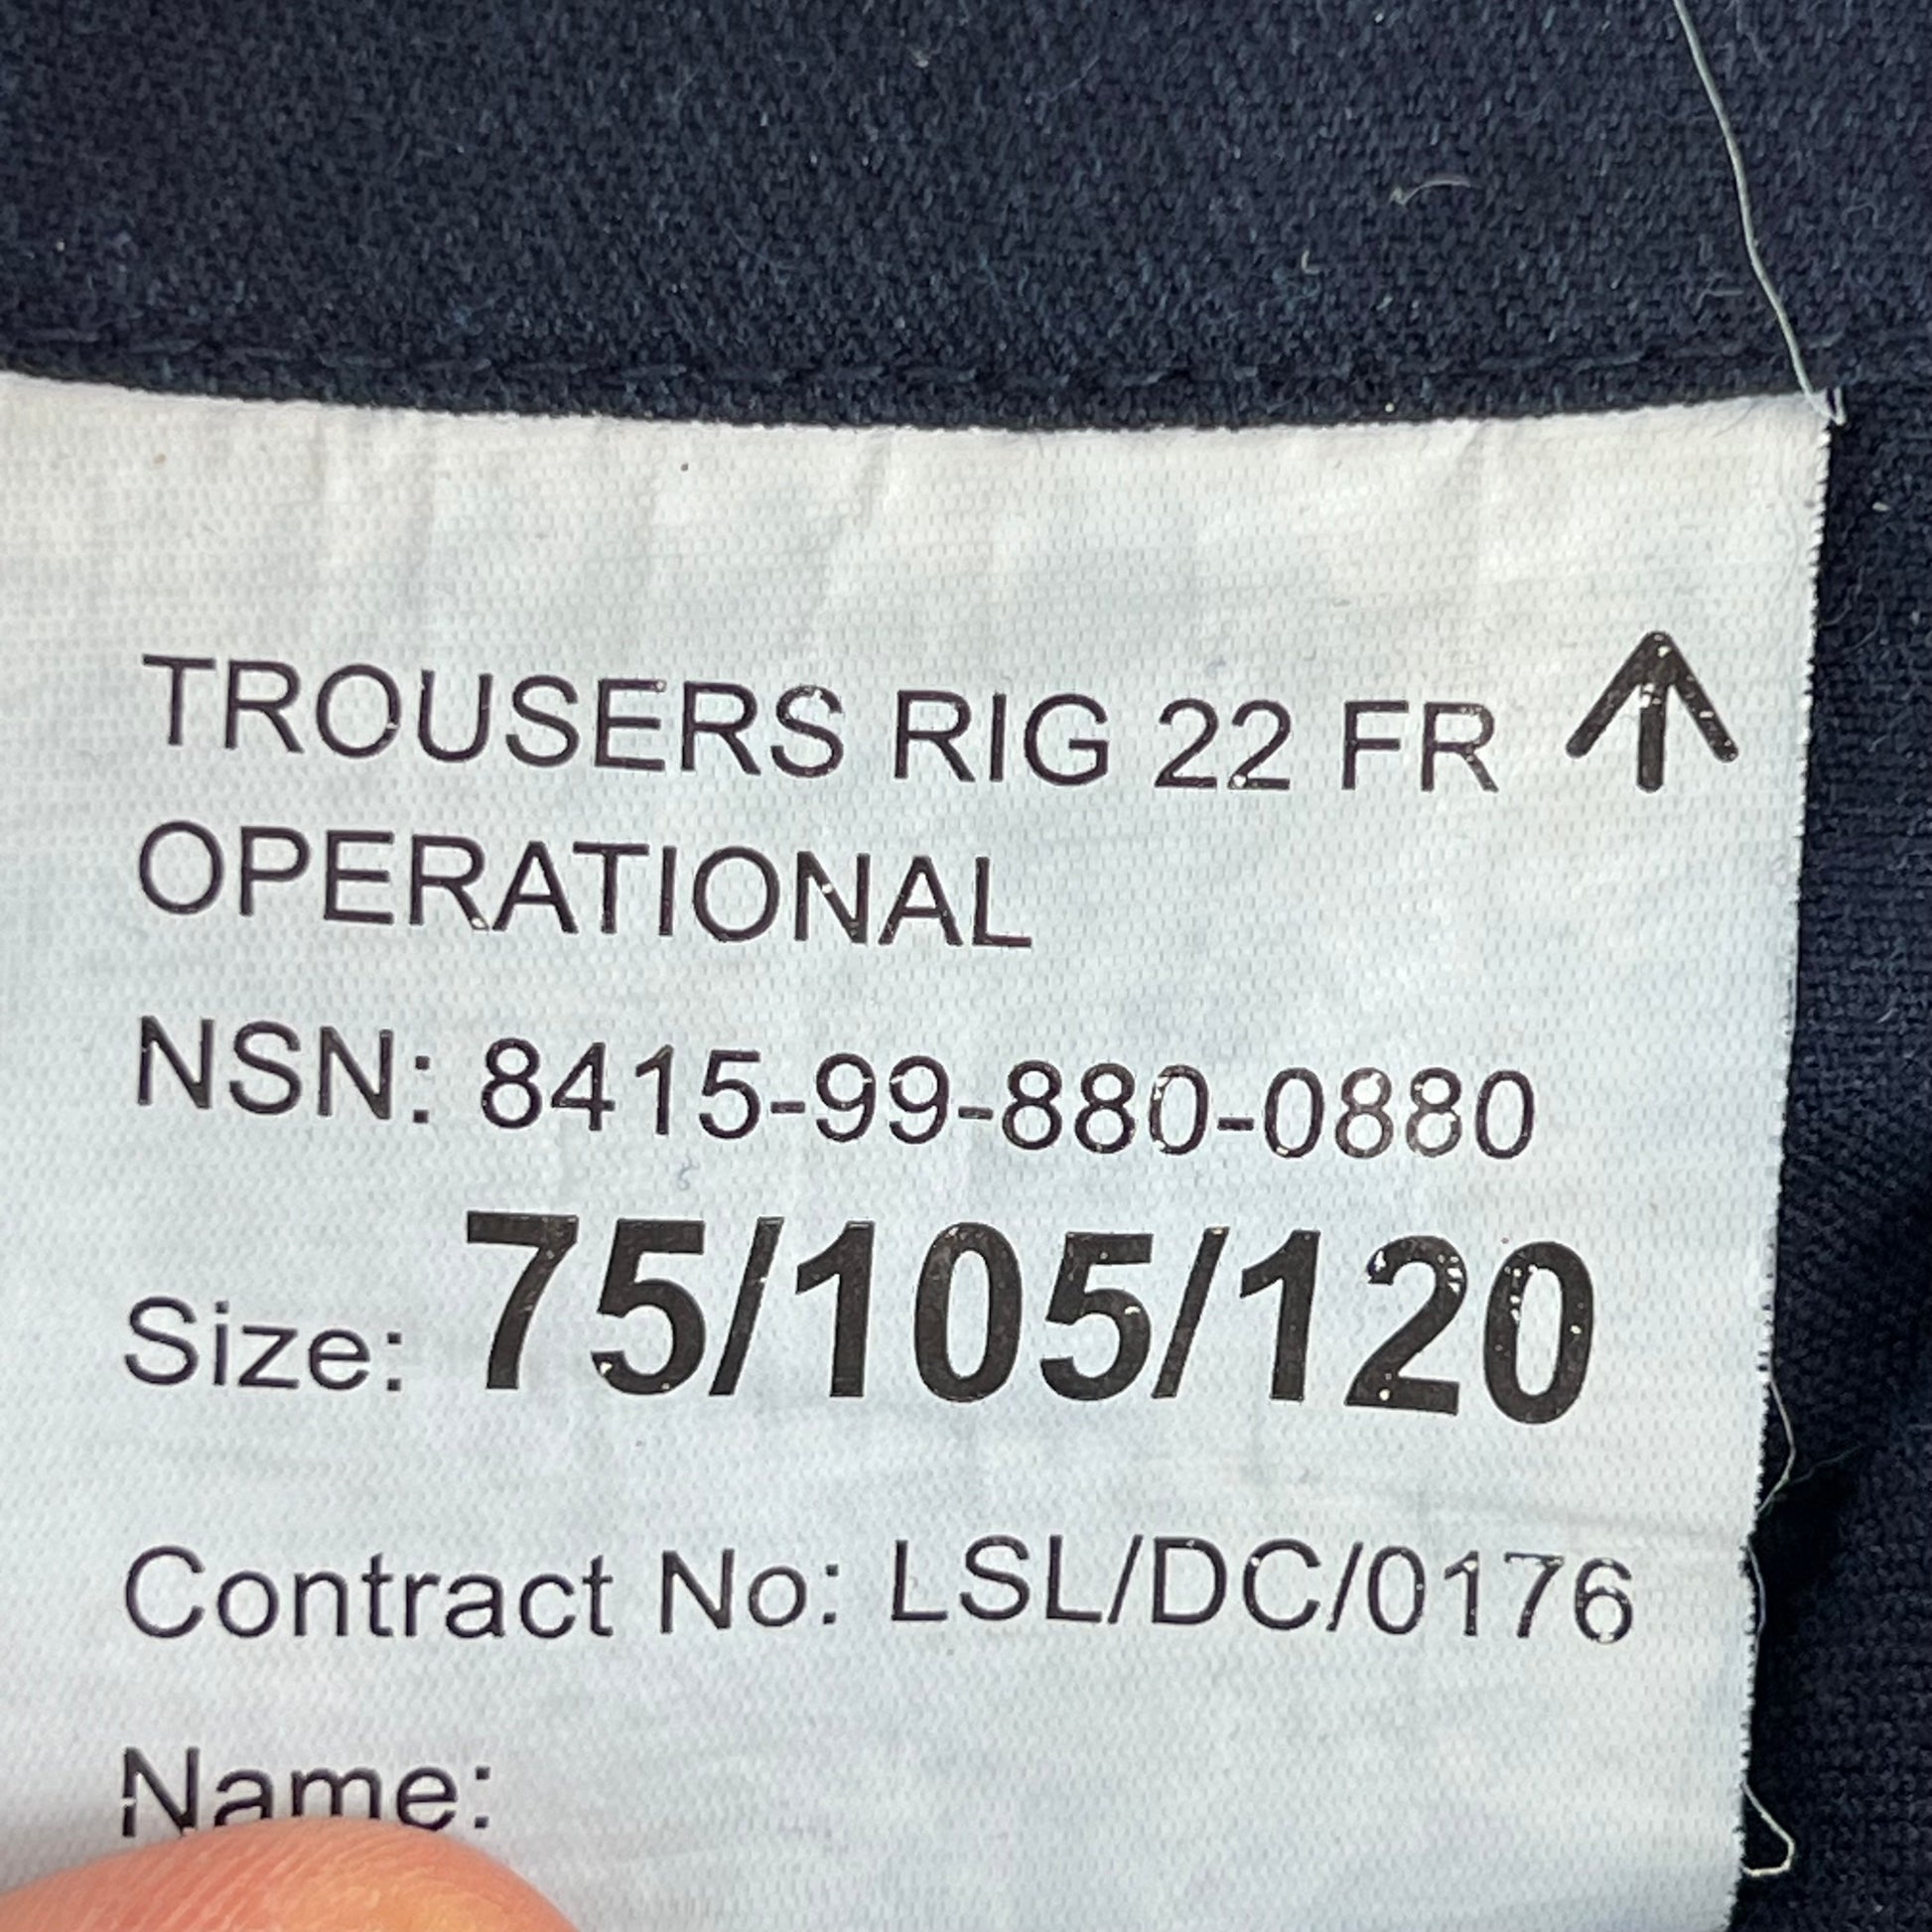 TROUSERS RIG 22 FR
OPERATIONAL
NSN: 8415-99-880-0880
Size: 75/105/120
Contract No: LSL/DC/0176
Name: